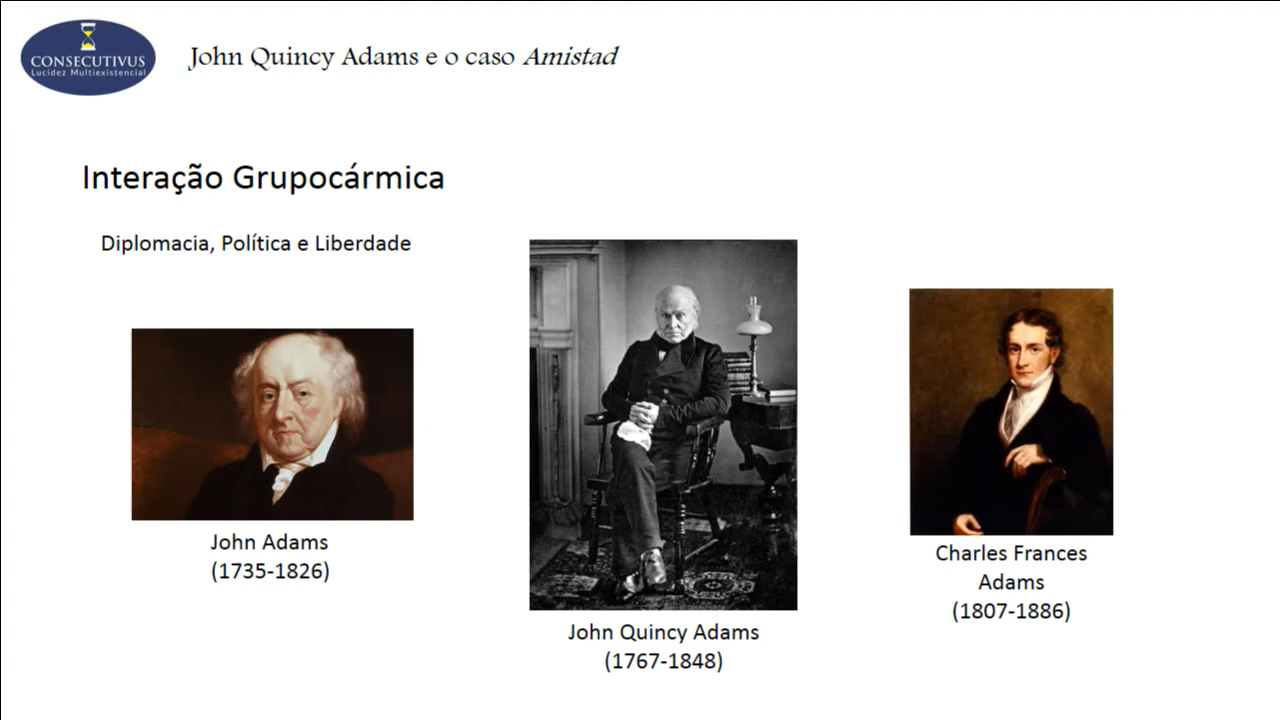 CONSECUTIVUS
Lucidez Multiexistencial
John Quincy Adams e o caso Amistad
Interação Grupocármica
Diplomacia, Política e Liberdade
John Adams
(1735-1826)
John Quincy Adams
(1767-1848)
Charles Frances
Adams
(1807-1886)